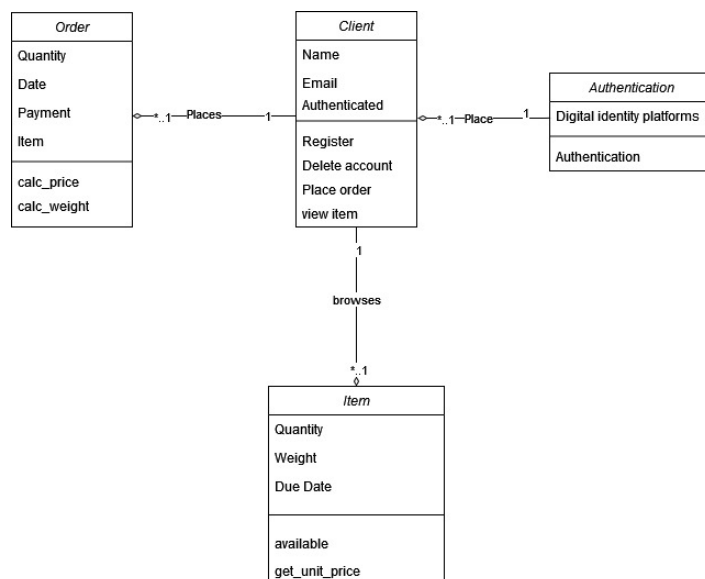 Order
Quantity
Date
Payment
Item
calc_price
calc_weight
*..1 Places 1
Client
Name
Email
Authenticated
Register
Delete account
Place order
view item
*..1 Place 1
Authentication
Digital identity platforms
Authentication
1
browses
*..1
Item
Quantity
Weight
Due Date
available
get_unit_price